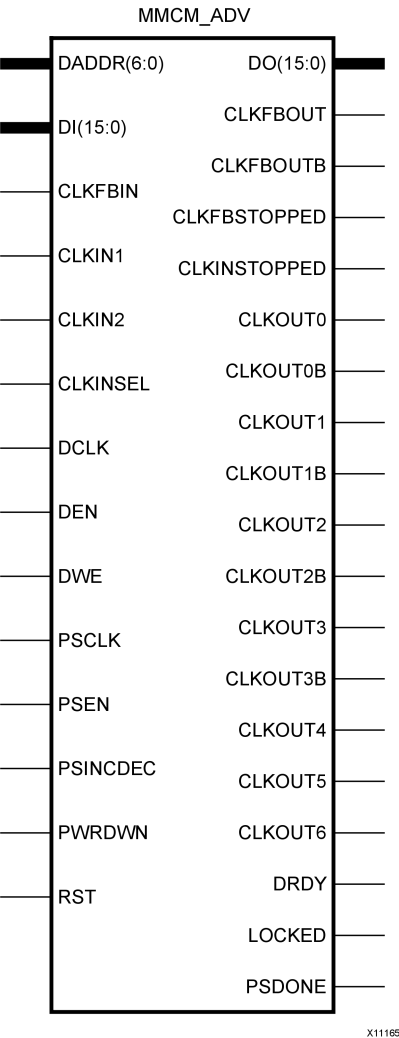 MMCM_ADV
DADDR(6:0)
DI(15:0)
CLKFBIN
CLKIN1
CLKIN2
CLKINSEL
DCLK
DEN
DWE
PSCLK
PSEN
PSINCDEC
PWRDWN
RST
DO(15:0)
CLKFBOUT
CLKFBOUTB
CLKFBSTOPPED
CLKINSTOPPED
CLKOUT0
CLKOUT0B
CLKOUT1
CLKOUT1B
CLKOUT2
CLKOUT2B
CLKOUT3
CLKOUT3B
CLKOUT4
CLKOUT5
CLKOUT6
DRDY
LOCKED
PSDONE
X11165